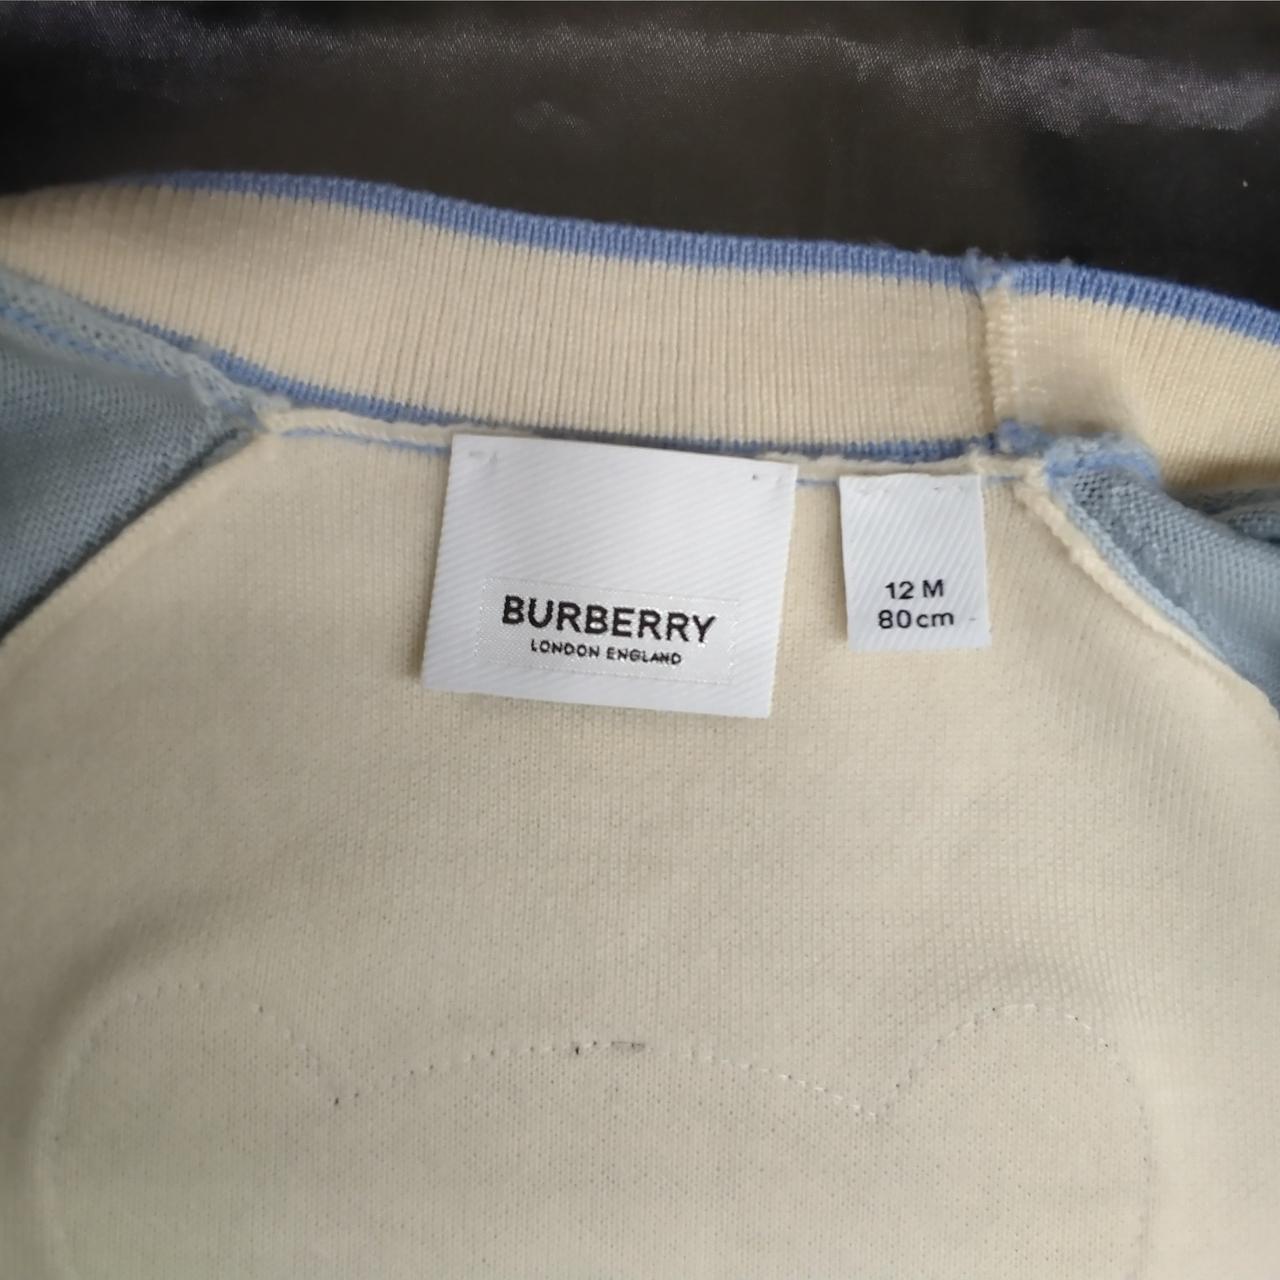 BURBERRY
LONDON ENGLAND
12 M
80cm